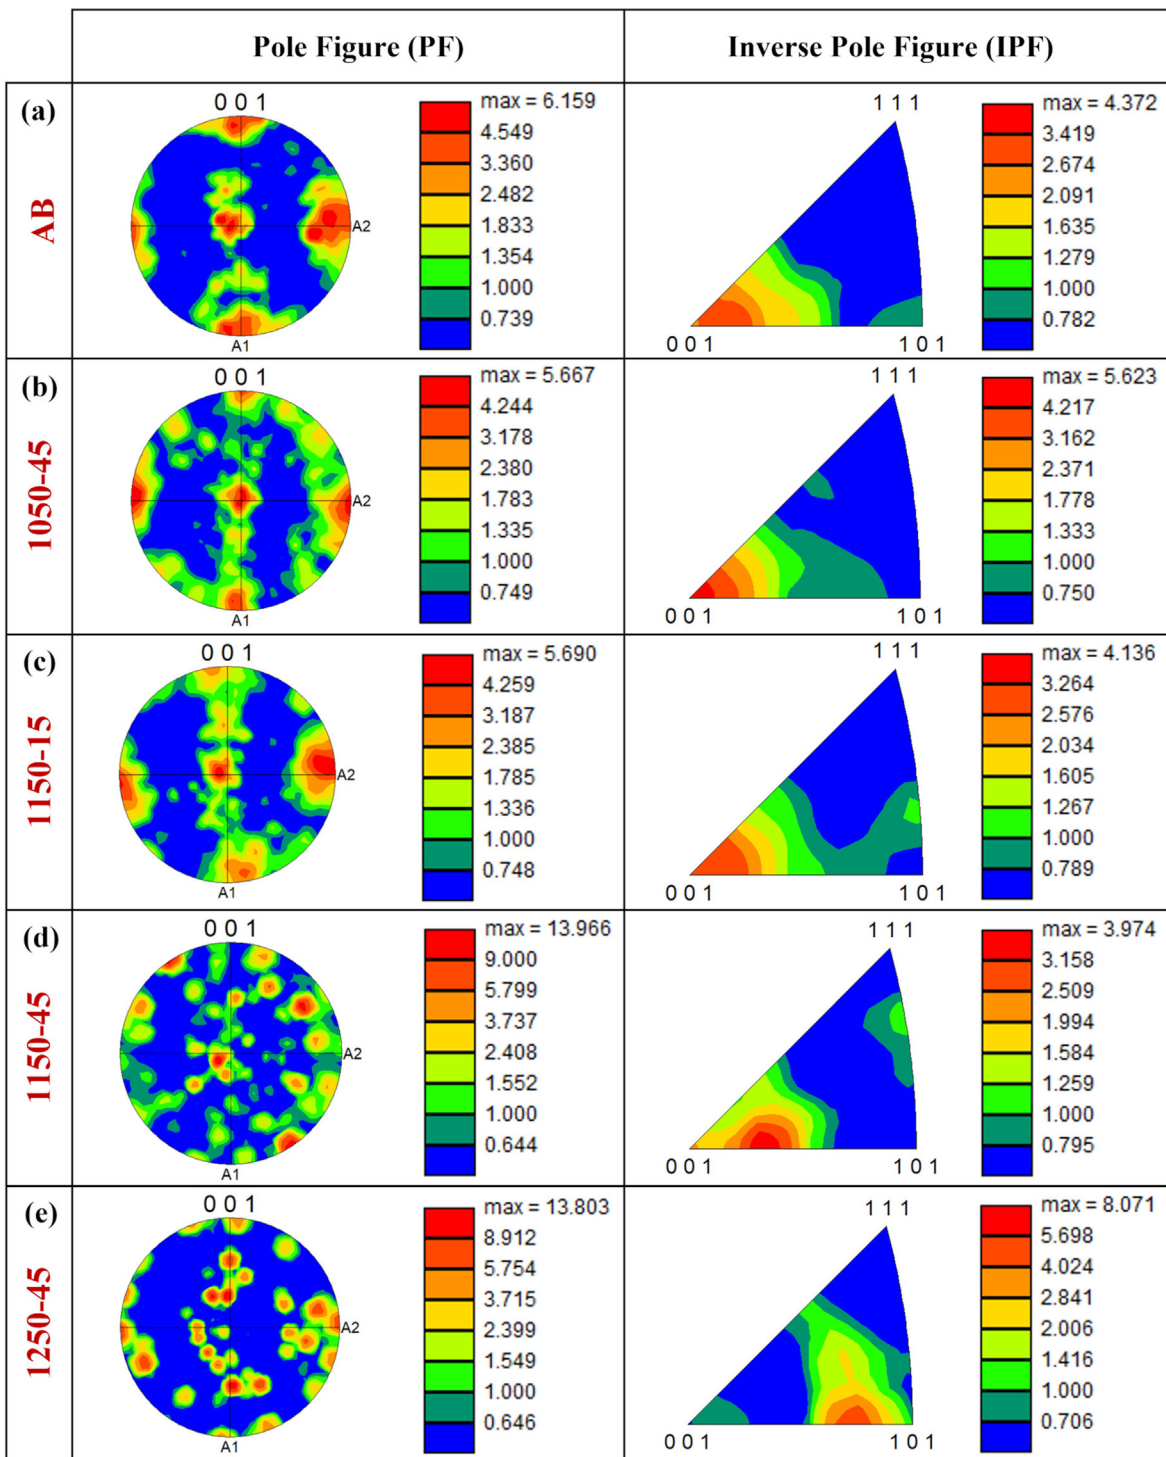 Pole Figure (PF)
Inverse Pole Figure (IPF)
(a)
AB
0 0 1
A2
A1
max = 6.159
4.549
3.360
2.482
1.833
1.354
1.000
0.739
1 1 1
0 0 1
1 0 1
max = 4.372
3.419
2.674
2.091
1.635
1.279
1.000
0.782
(b)
1050-45
0 0 1
A2
A1
max = 5.667
4.244
3.178
2.380
1.783
1.335
1.000
0.749
1 1 1
0 0 1
1 0 1
max = 5.623
4.217
3.162
2.371
1.778
1.333
1.000
0.750
(c)
1150-15
0 0 1
A2
A1
max = 5.690
4.259
3.187
2.385
1.785
1.336
1.000
0.748
1 1 1
0 0 1
1 0 1
max = 4.136
3.264
2.576
2.034
1.605
1.267
1.000
0.789
(d)
1150-45
0 0 1
A2
A1
max = 13.966
9.000
5.799
3.737
2.408
1.552
1.000
0.644
1 1 1
0 0 1
1 0 1
max = 3.974
3.158
2.509
1.994
1.584
1.259
1.000
0.795
(e)
1250-45
0 0 1
A2
A1
max = 13.803
8.912
5.754
3.715
2.399
1.549
1.000
0.646
1 1 1
0 0 1
1 0 1
max = 8.071
5.698
4.024
2.841
2.006
1.416
1.000
0.706